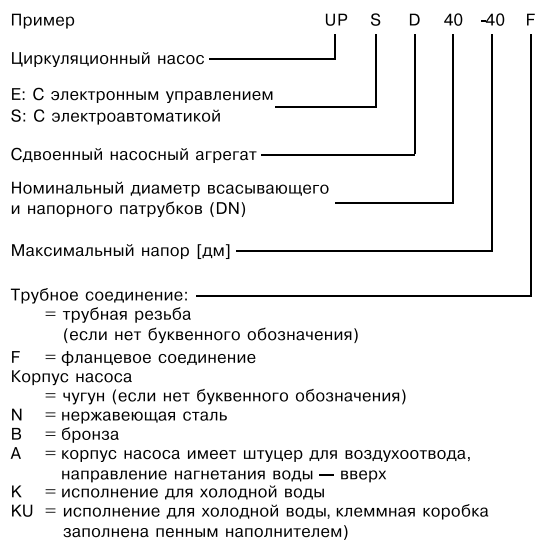 Пример UP S D 40 -40 F
Циркуляционный насос
E: С электронным управлением
S: С электроавтоматикой
Сдвоенный насосный агрегат
Номинальный диаметр всасывающего
и напорного патрубков (DN)
Максимальный напор [дм]
Трубное соединение:
= трубная резьба
(если нет буквенного обозначения)
F = фланцевое соединение
Корпус насоса
= чугун (если нет буквенного обозначения)
N = нержавеющая сталь
B = бронза
A = корпус насоса имеет штуцер для воздухоотвода,
направление нагнетания воды — вверх
K = исполнение для холодной воды
KU = исполнение для холодной воды, клеммная коробка
заполнена пенным наполнителем)